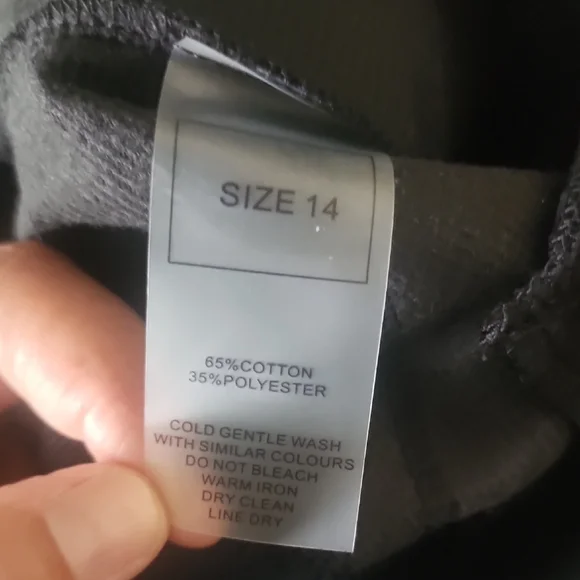 SIZE 14
65%COTTON
35%POLYESTER
COLD GENTLE WASH
WITH SIMILAR COLOURS
DO NOT BLEACH
WARM IRON
DRY CLEAN
LINE DRY